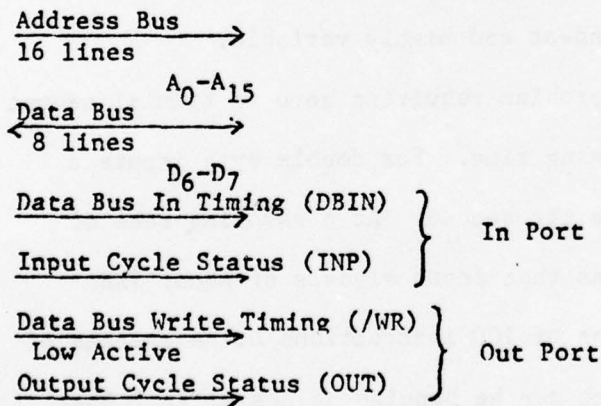 Address Bus
16 lines
A0-A15
Data Bus
8 lines
D6-D7
Data Bus In Timing (DBIN)
In Port
Input Cycle Status (INP)
Data Bus Write Timing (/WR)
Low Active
Out Port
Output Cycle Status (OUT)